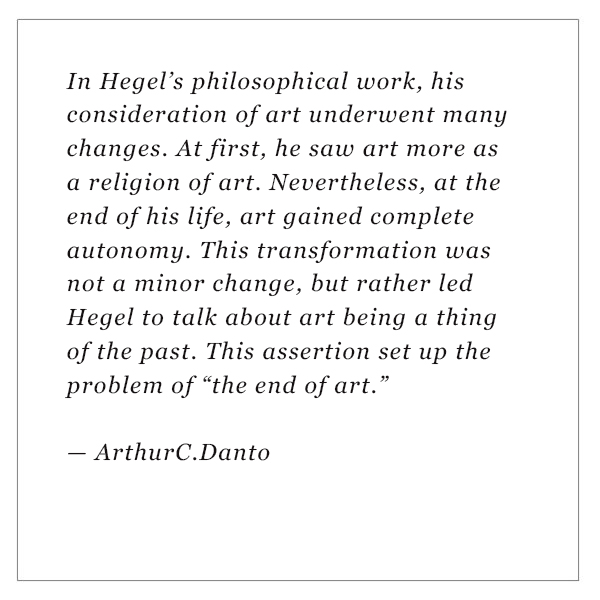 In Hegel’s philosophical work, his
consideration of art underwent many
changes. At first, he saw art more as
a religion of art. Nevertheless, at the
end of his life, art gained complete
autonomy. This transformation was
not a minor change, but rather led
Hegel to talk about art being a thing
of the past. This assertion set up the
problem of “the end of art.”
— ArthurC.Danto